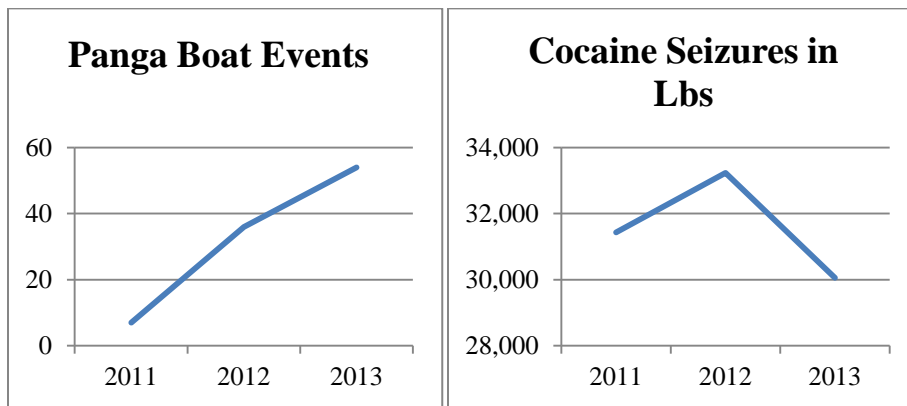 Panga Boat Events
60
40
20
0
2011 2012 2013
Cocaine Seizures in
Lbs
34,000
32,000
30,000
28,000
2011 2012 2013